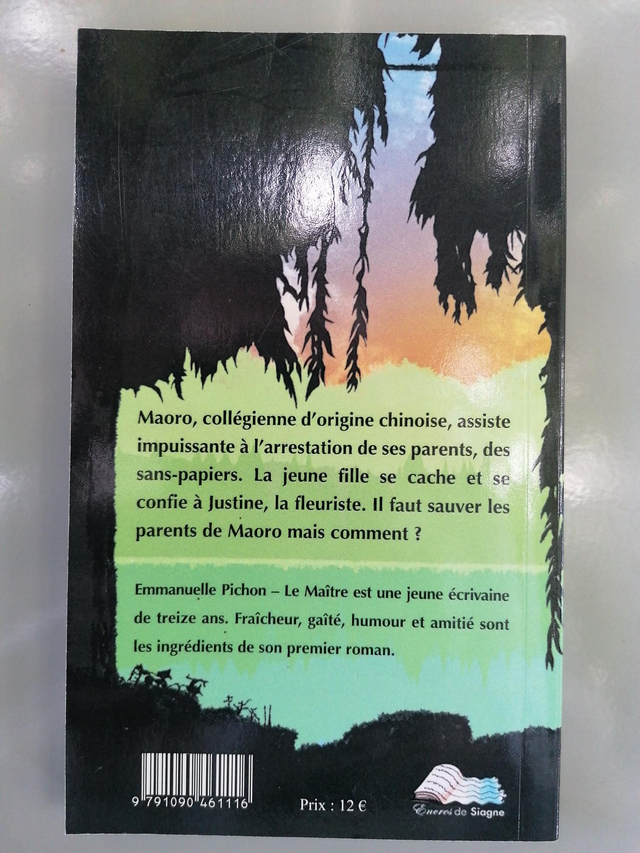 Maoro, collégienne d'origine chinoise, assiste
impuissante à l'arrestation de ses parents, des
sans-papiers. La jeune fille se cache et se
confie à Justine, la fleuriste. Il faut sauver les
parents de Maoro mais comment ?
Emmanuelle Pichon – Le Maître est une jeune écrivaine
de treize ans. Fraîcheur, gaîté, humour et amitié sont
les ingrédients de son premier roman.
9 791090 461116
Prix : 12 €
Encres de Siagne